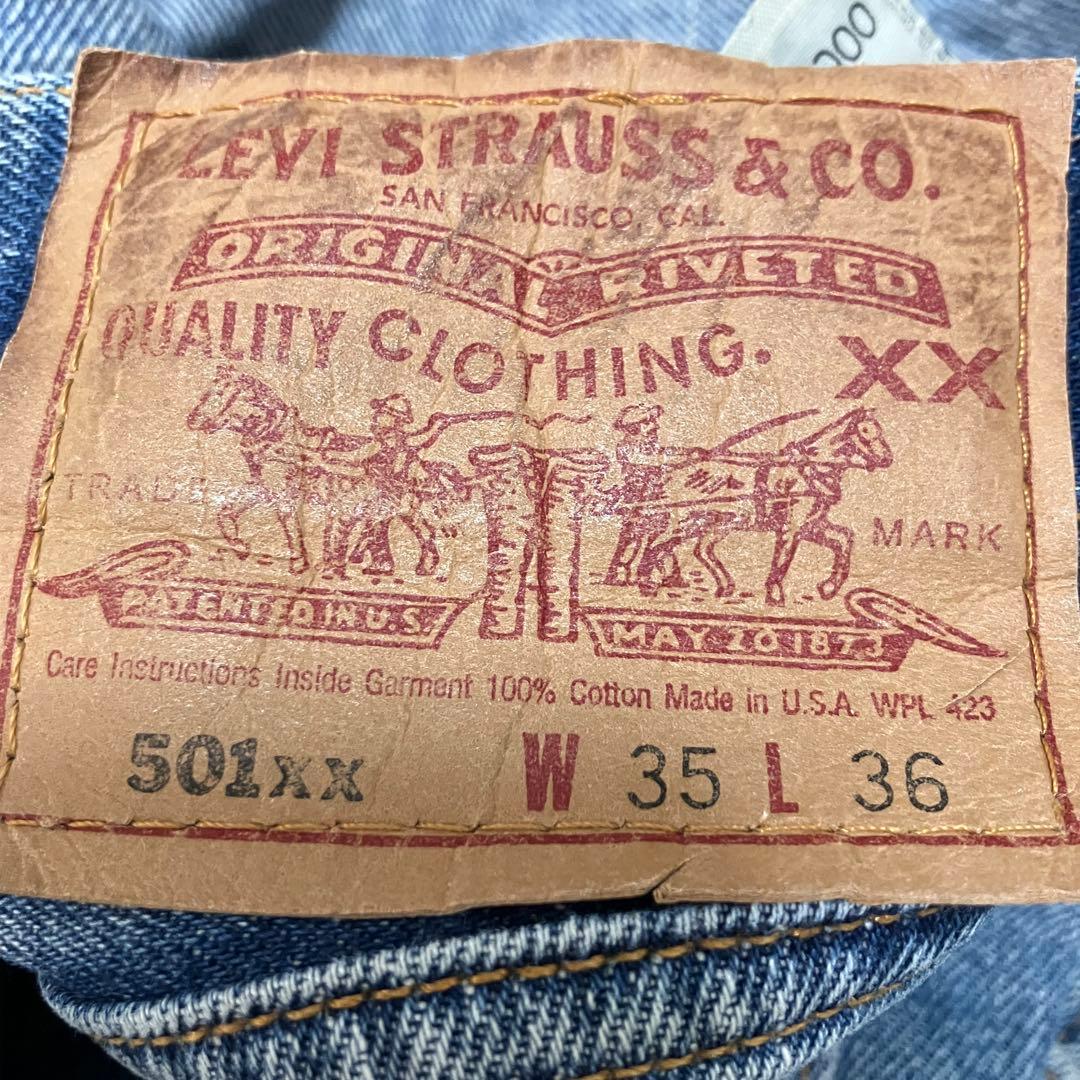 000
LEVI STRAUSS & CO.
SAN FRANCISCO, CAL.
ORIGINAL RIVETED
QUALITY CLOTHING. XX
TRADE MARK
PATENTED IN U.S. MAY 20 1873
Care Instructions Inside Garment 100% Cotton Made in U.S.A. WPL 423
501xx W 35 L 36